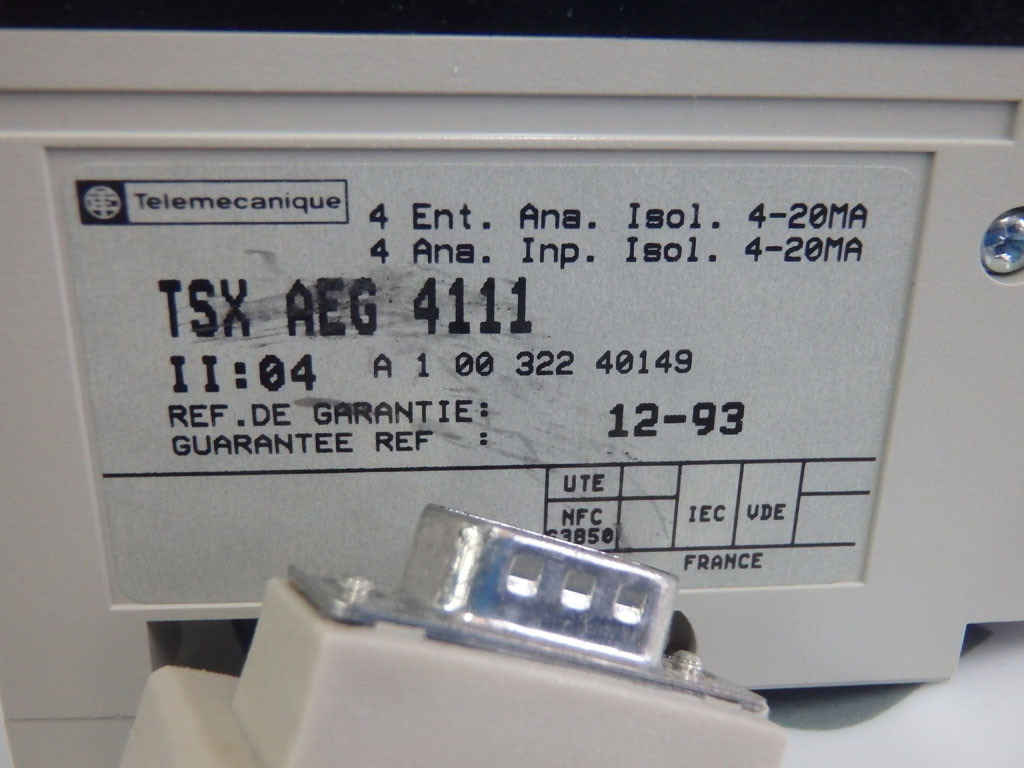 Telemecanique
4 Ent. Ana. Isol. 4-20MA
4 Ana. Inp. Isol. 4-20MA
TSX AEG 4111
II:04 A 1 00 322 40149
REF.DE GARANTIE:
GUARANTEE REF : 12-93
UTE
NFC
63850
IEC
VDE
FRANCE